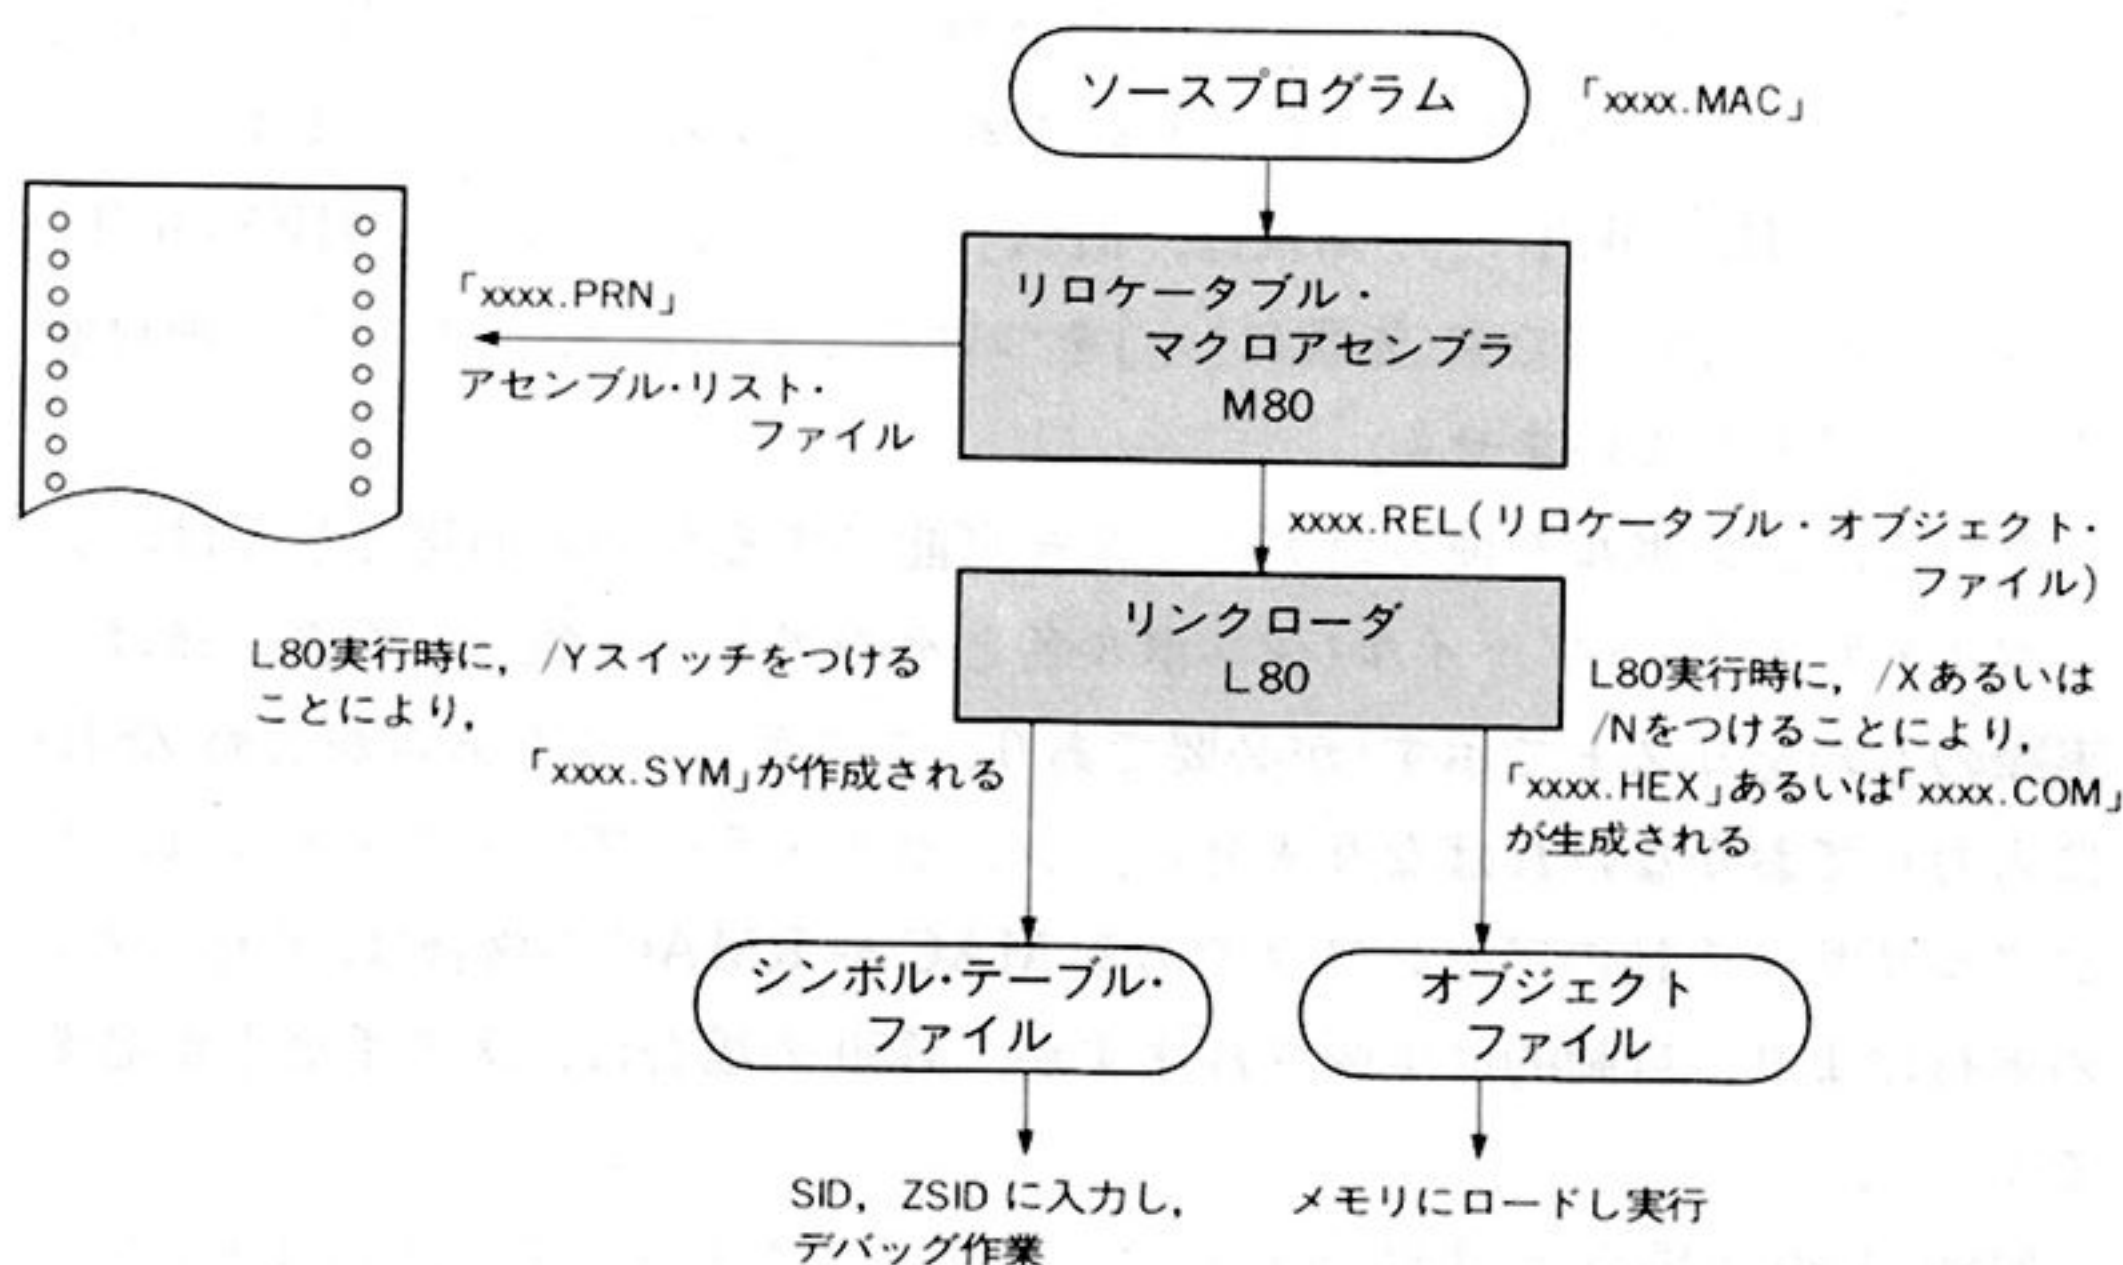 ソースプログラム
「xxxx.MAC」
リロケータブル・
マクロアセンブラ
M80
「xxxx.PRN」
アセンブル・リスト・
ファイル
xxxx.REL(リロケータブル・オブジェクト・
ファイル)
リンクローダ
L80
L80実行時に, /Yスイッチをつける
ことにより,
「xxxx.SYM」が作成される
L80実行時に, /Xあるいは
/Nをつけることにより,
「xxxx.HEX」あるいは「xxxx.COM」
が生成される
シンボル・テーブル・
ファイル
オブジェクト
ファイル
SID, ZSID に入力し,
デバッグ作業
メモリにロードし実行